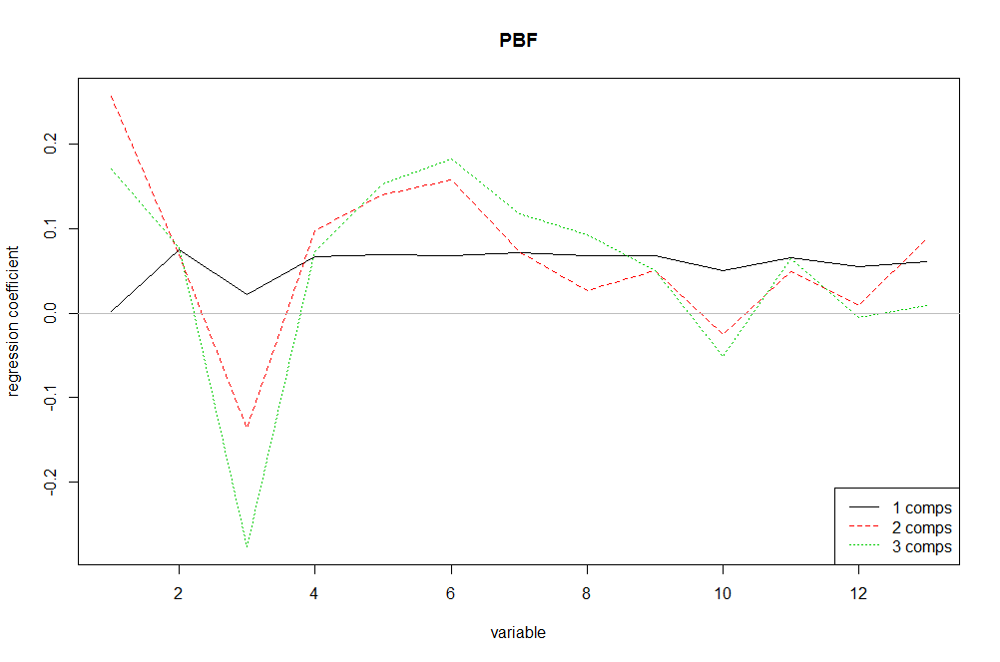 PBF
regression coefficient
0.2
0.1
0.0
-0.1
-0.2
2 4 6 8 10 12
variable
1 comps
2 comps
3 comps